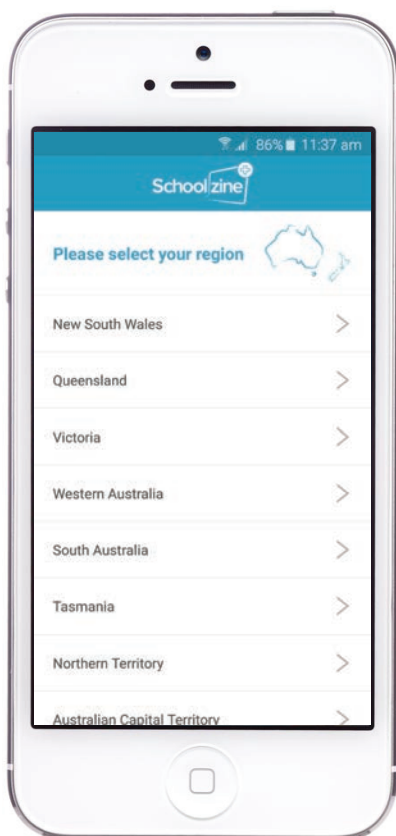 86% 11:37 am
Schoolzine
Please select your region
New South Wales
Queensland
Victoria
Western Australia
South Australia
Tasmania
Northern Territory
Australian Capital Territory